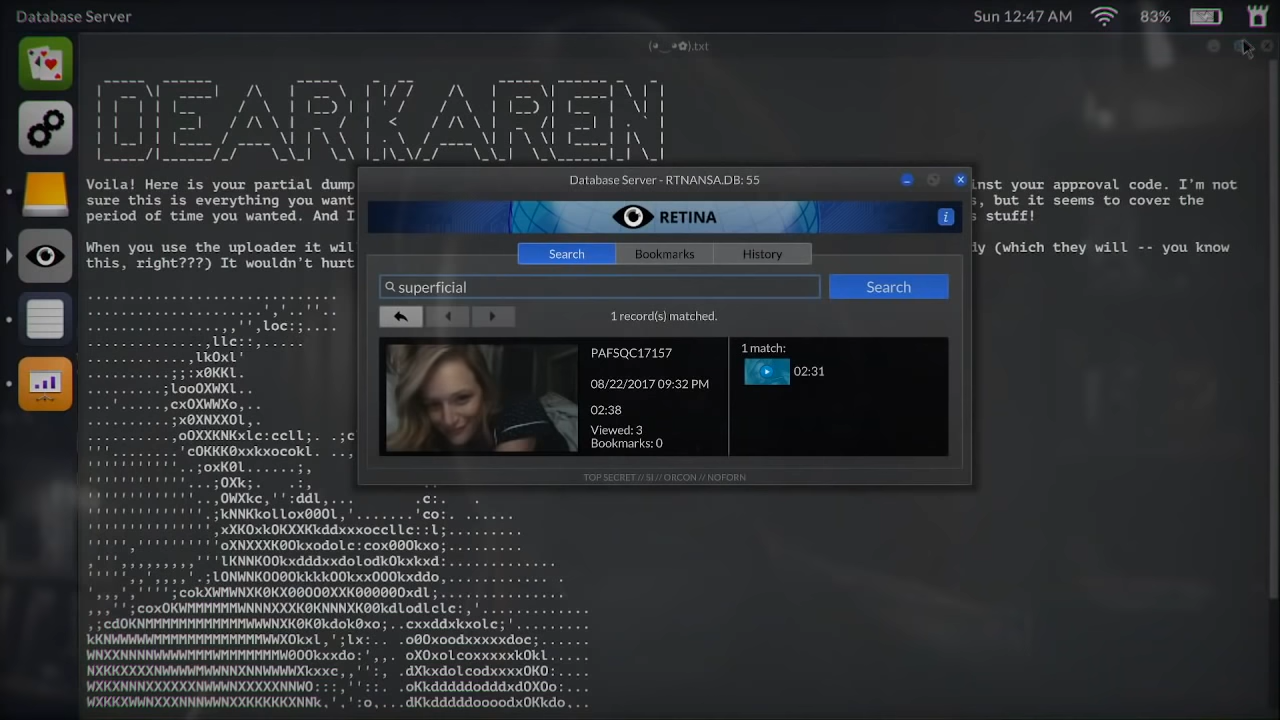 Database Server
Sun 12:47 AM
83%
(◕‿◕✿).txt
DEARKAREN
Voila! Here is your partial dump
inst your approval code. I'm not
sure this is everything you want
s, but it seems to cover the
period of time you wanted. And I
s stuff!
When you use the uploader it wil
dy (which they will -- you know
this, right???) It wouldn't hurt
Database Server - RTNANSA.DB: 55
RETINA
i
Search
Bookmarks
History
superficial
Search
1 record(s) matched.
PAFSQC17157
08/22/2017 09:32 PM
02:38
Viewed: 3
Bookmarks: 0
1 match:
02:31
TOP SECRET // SI // ORCON // NOFORN